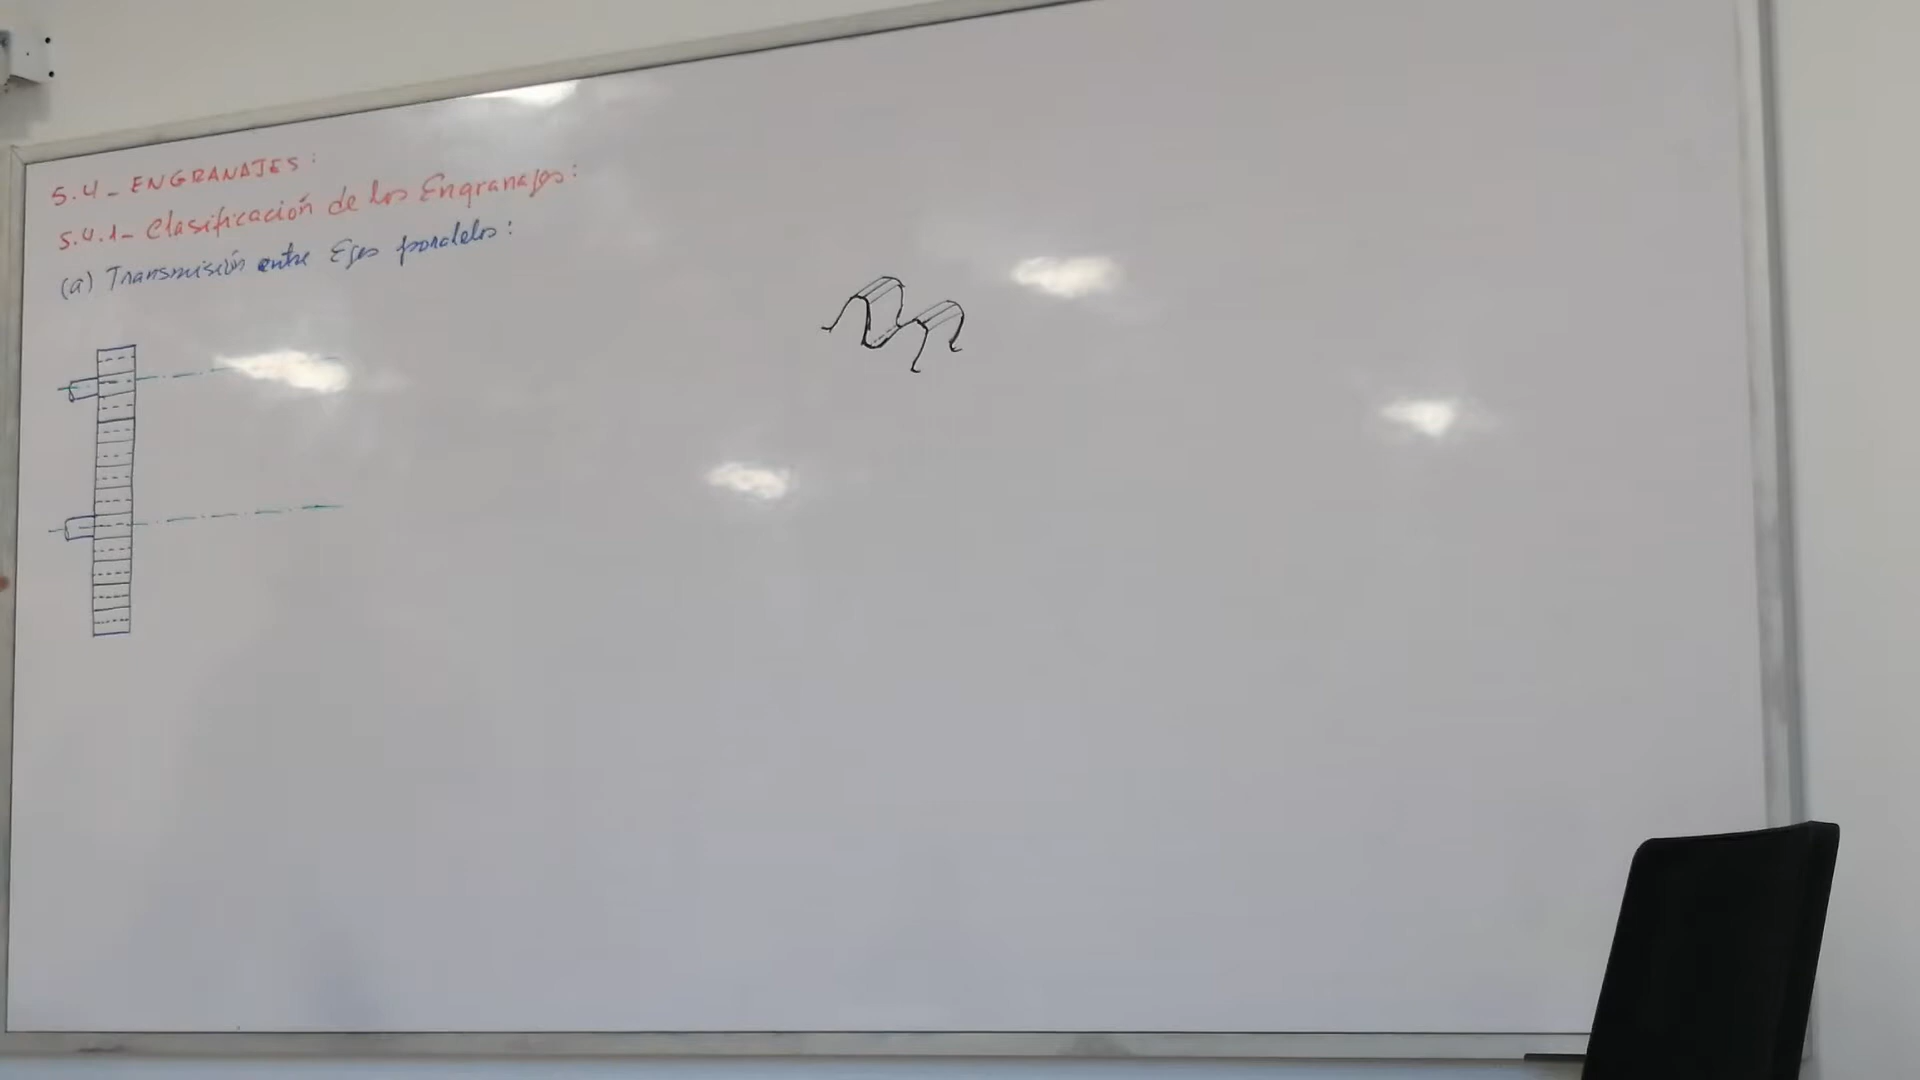 5.4- ENGRANAJES:
5.4.1- Clasificación de los Engranajes:
(a) Transmisión entre Ejes paralelos: